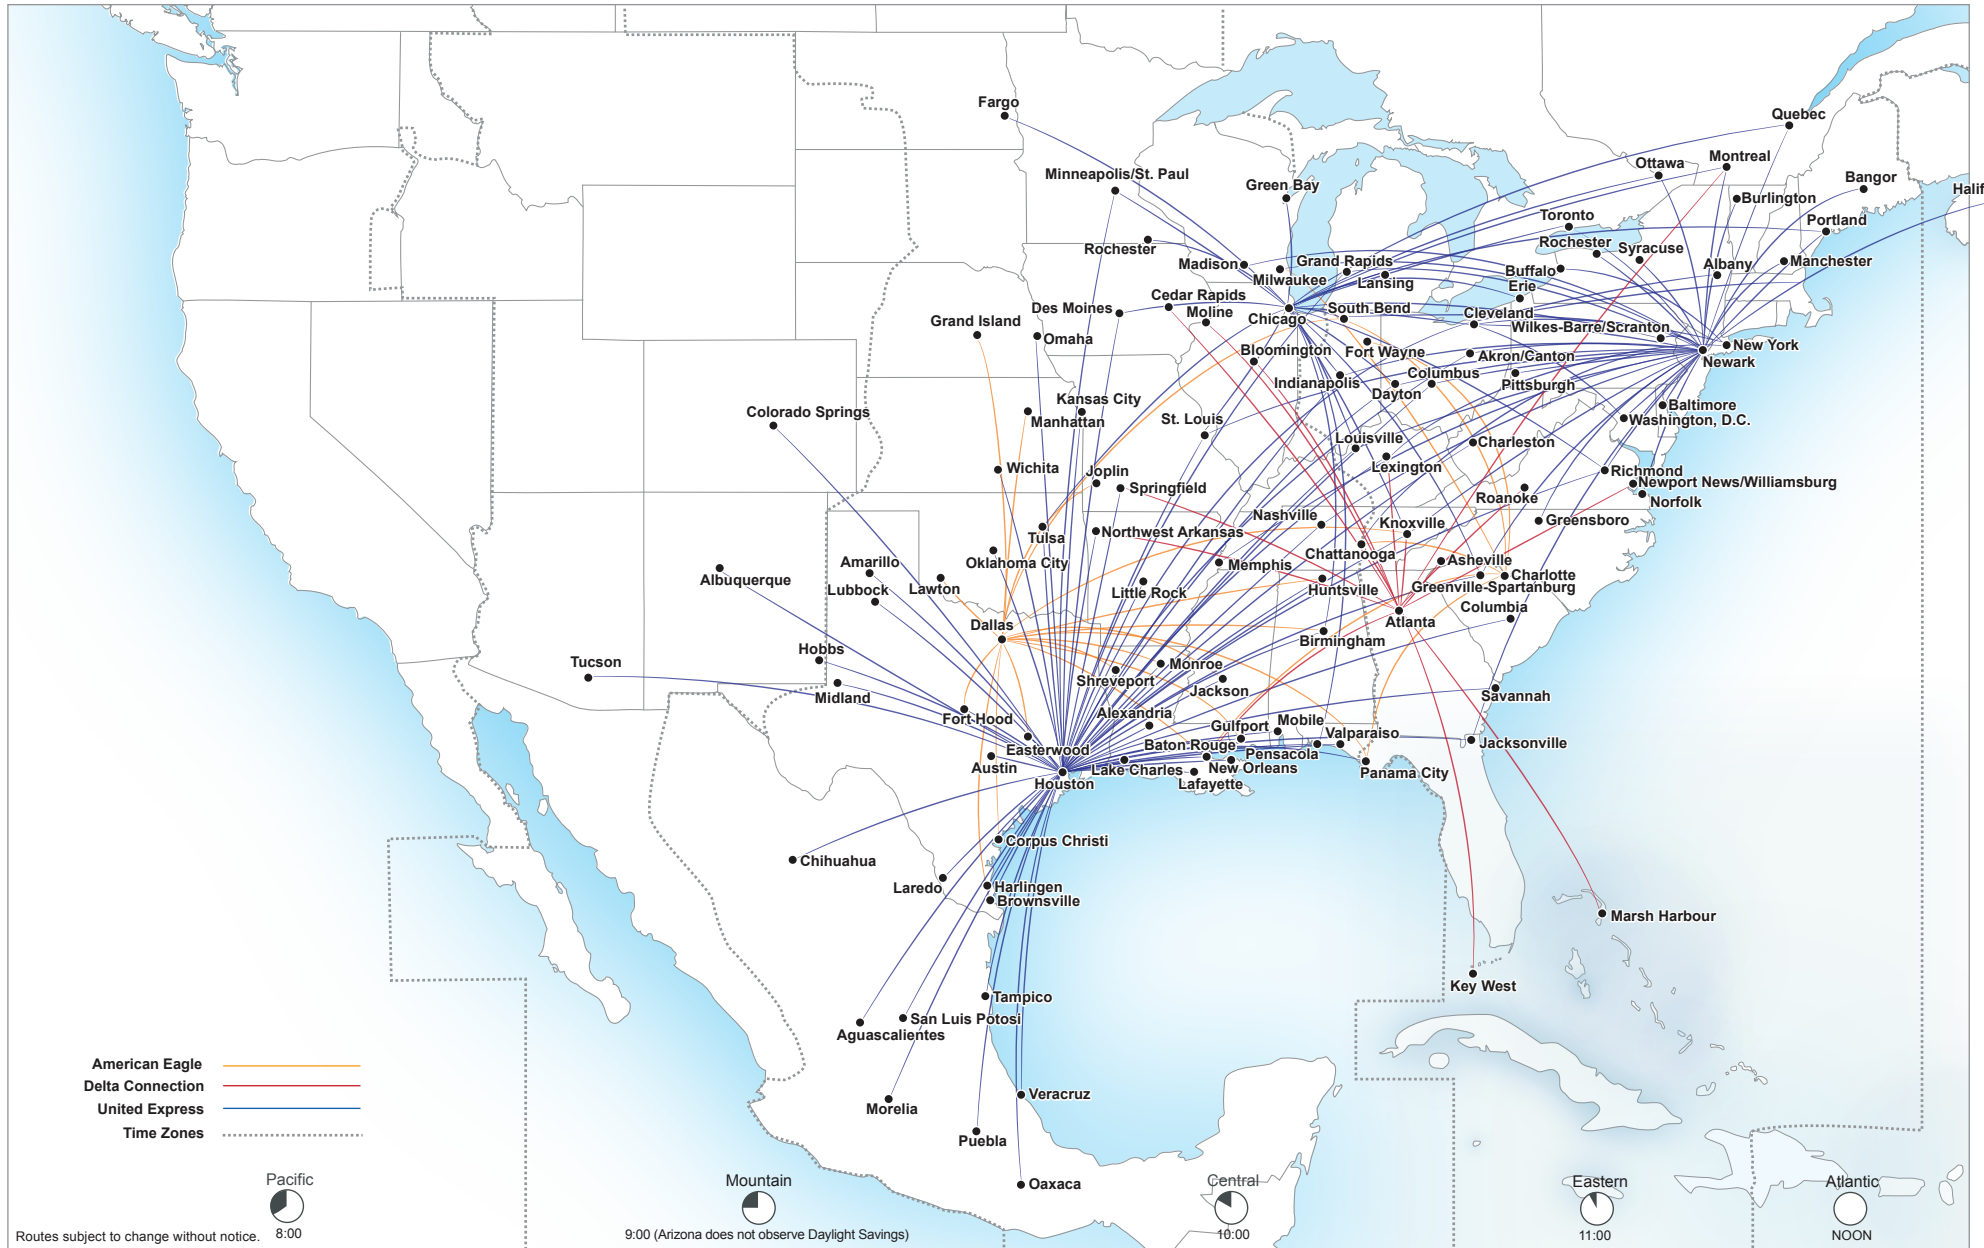 Fargo
Quebec
Minneapolis/St. Paul
Green Bay
Ottawa
Montreal
Bangor
Halif
Burlington
Toronto
Portland
Rochester
Rochester
Syracuse
Madison
Milwaukee
Grand Rapids
Lansing
Buffalo
Albany
Manchester
Erie
Cedar Rapids
Des Moines
Moline
Chicago
South Bend
Cleveland
Wilkes-Barre/Scranton
Grand Island
Omaha
Bloomington
Fort Wayne
Akron/Canton
New York
Newark
Indianapolis
Dayton
Columbus
Pittsburgh
Colorado Springs
Kansas City
Manhattan
St. Louis
Baltimore
Washington, D.C.
Louisville
Charleston
Wichita
Joplin
Springfield
Lexington
Richmond
Newport News/Williamsburg
Norfolk
Roanoke
Nashville
Knoxville
Greensboro
Tulsa
Northwest Arkansas
Chattanooga
Oklahoma City
Amarillo
Albuquerque
Lubbock
Lawton
Memphis
Little Rock
Huntsville
Asheville
Charlotte
Greenville-Spartanburg
Columbia
Dallas
Atlanta
Birmingham
Hobbs
Tucson
Midland
Monroe
Shreveport
Jackson
Savannah
Fort Hood
Alexandria
Gulfport
Mobile
Valparaiso
Easterwood
Baton Rouge
Pensacola
Jacksonville
Austin
Houston
Lake Charles
New Orleans
Lafayette
Panama City
Corpus Christi
Chihuahua
Laredo
Harlingen
Brownsville
Marsh Harbour
Key West
Tampico
San Luis Potosi
Aguascalientes
Morelia
Veracruz
Puebla
Oaxaca
American Eagle
Delta Connection
United Express
Time Zones
Pacific
8:00
Mountain
9:00 (Arizona does not observe Daylight Savings)
Central
10:00
Eastern
11:00
Atlantic
NOON
Routes subject to change without notice.